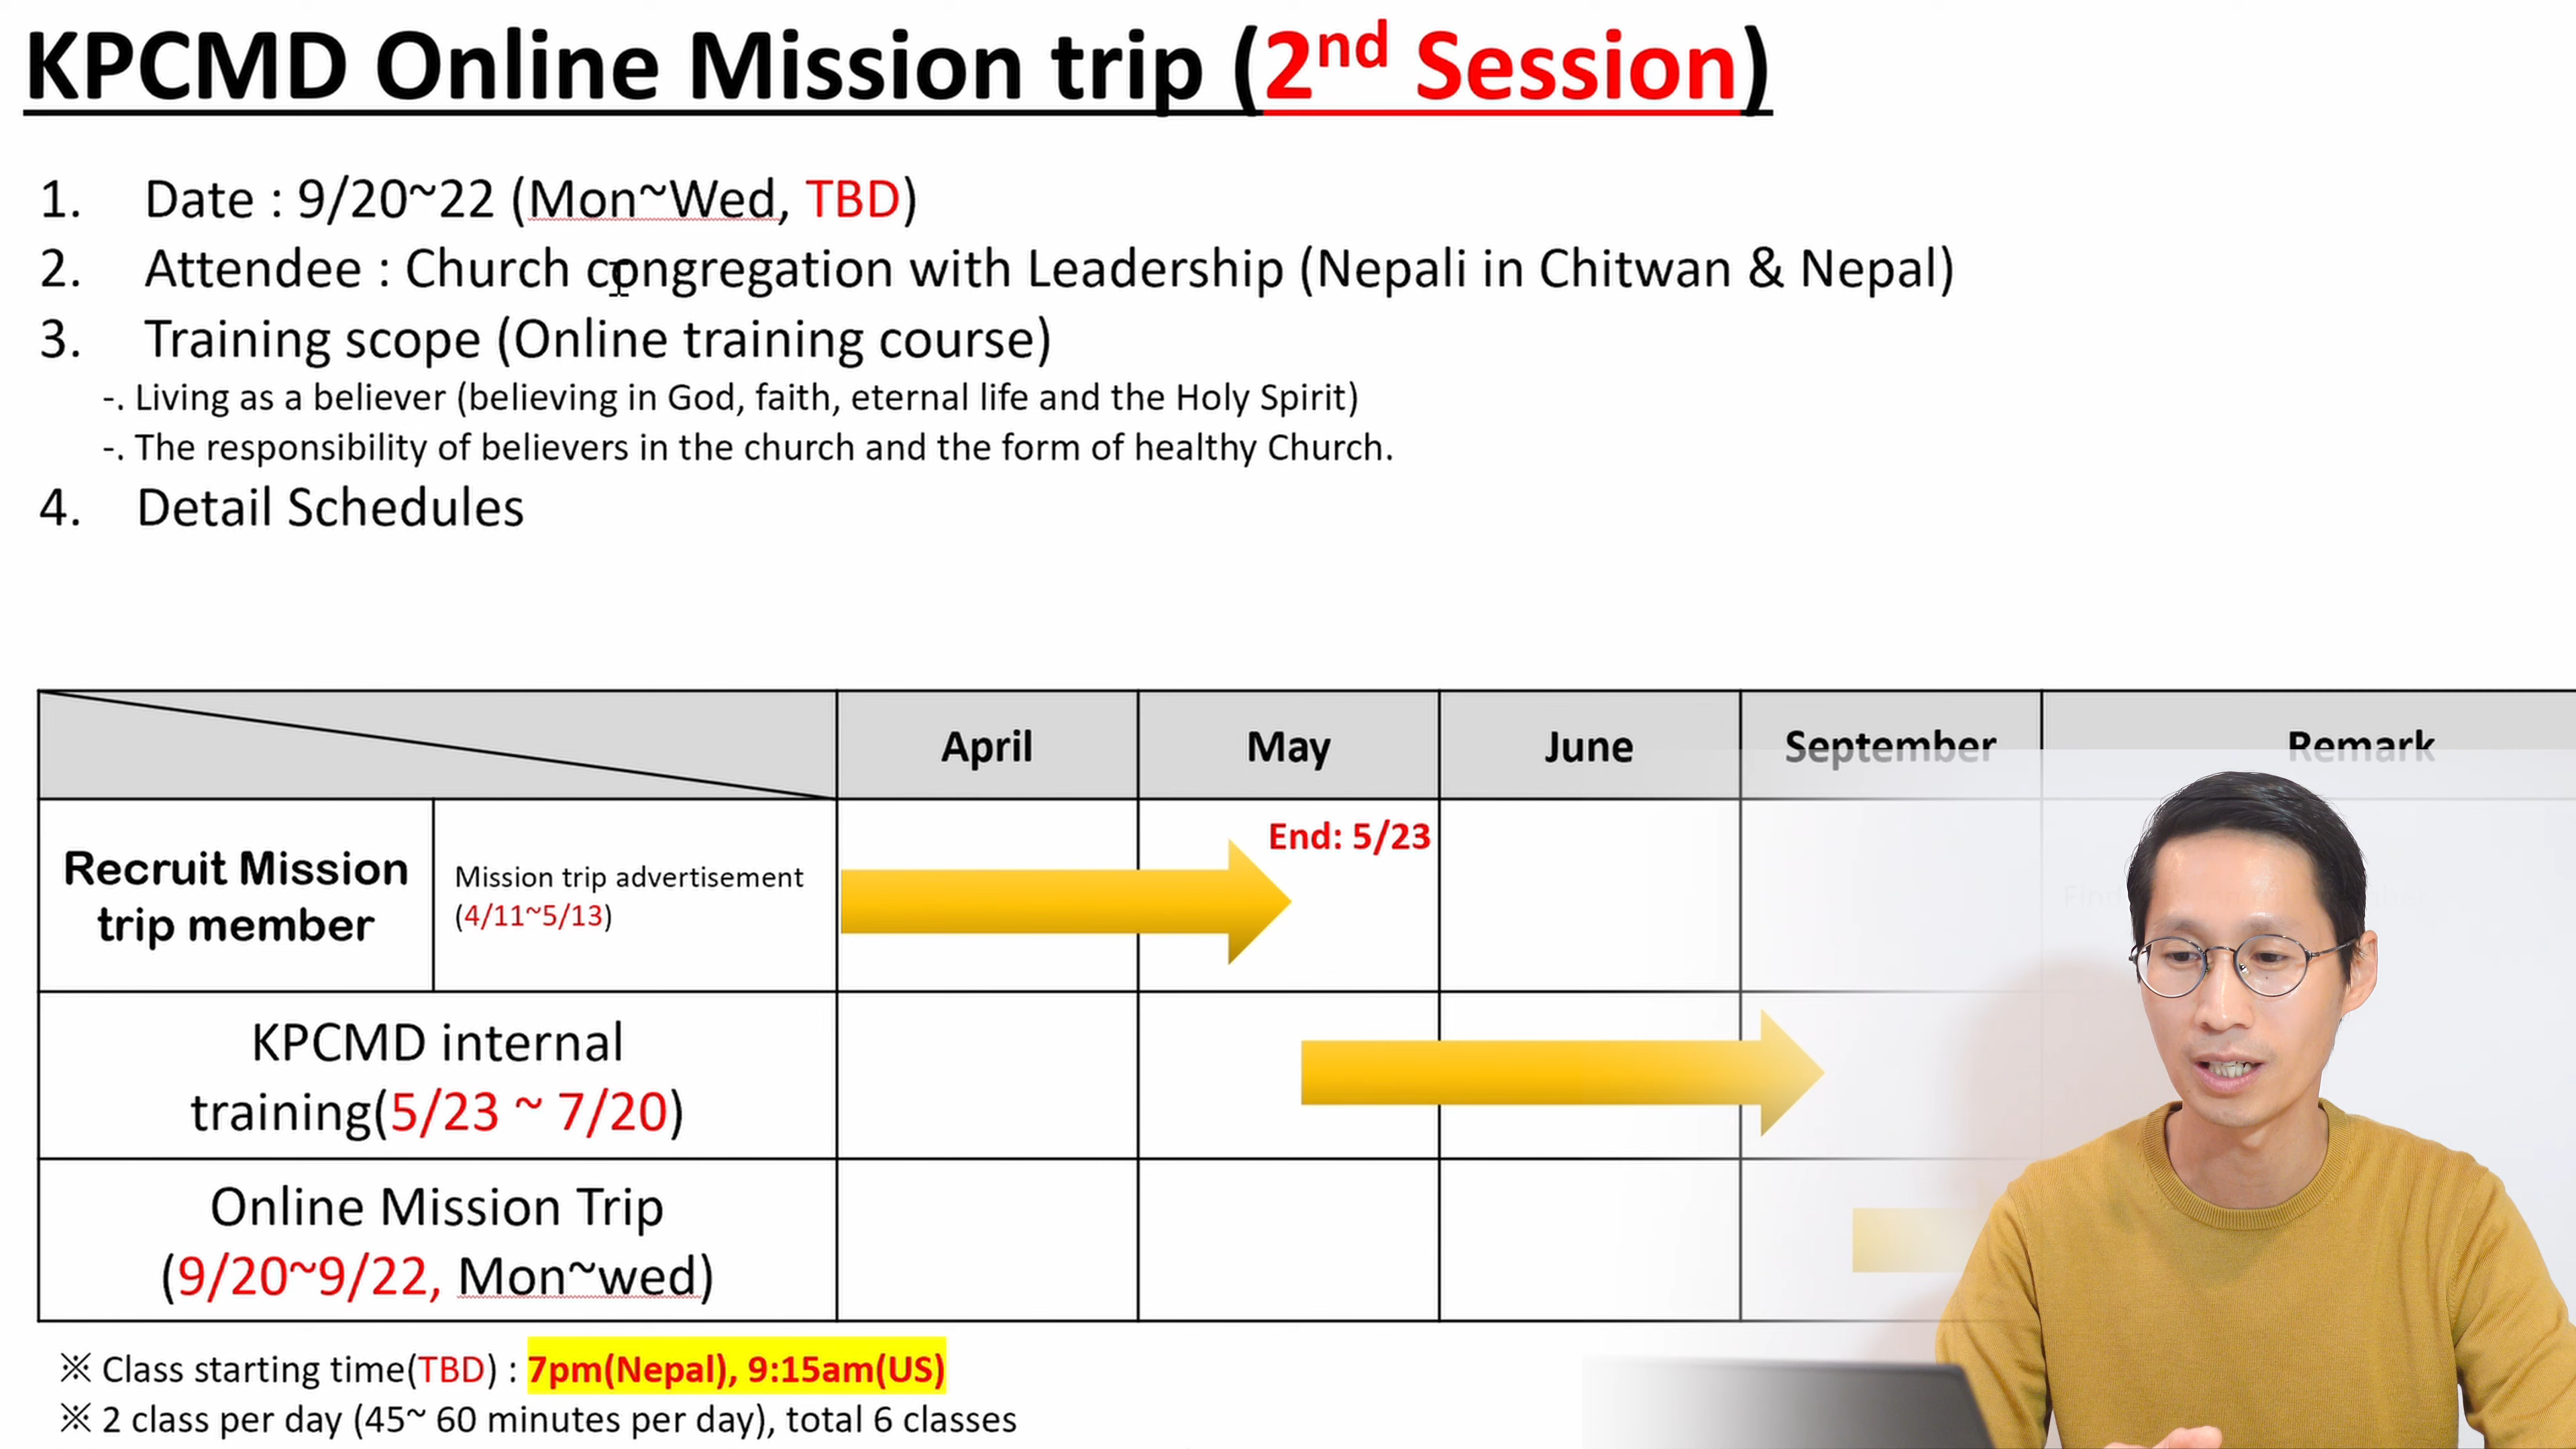 KPCMD Online Mission trip (2nd Session)
1. Date : 9/20~22 (Mon~Wed, TBD)
2. Attendee : Church congregation with Leadership (Nepali in Chitwan & Nepal)
3. Training scope (Online training course)
-. Living as a believer (believing in God, faith, eternal life and the Holy Spirit)
-. The responsibility of believers in the church and the form of healthy Church.
4. Detail Schedules
April May June September Remark
End: 5/23
Recruit Mission
trip member
Mission trip advertisement
(4/11~5/13)
KPCMD internal
training(5/23 ~ 7/20)
Online Mission Trip
(9/20~9/22, Mon~wed)
※ Class starting time(TBD) : 7pm(Nepal), 9:15am(US)
※ 2 class per day (45~ 60 minutes per day), total 6 classes